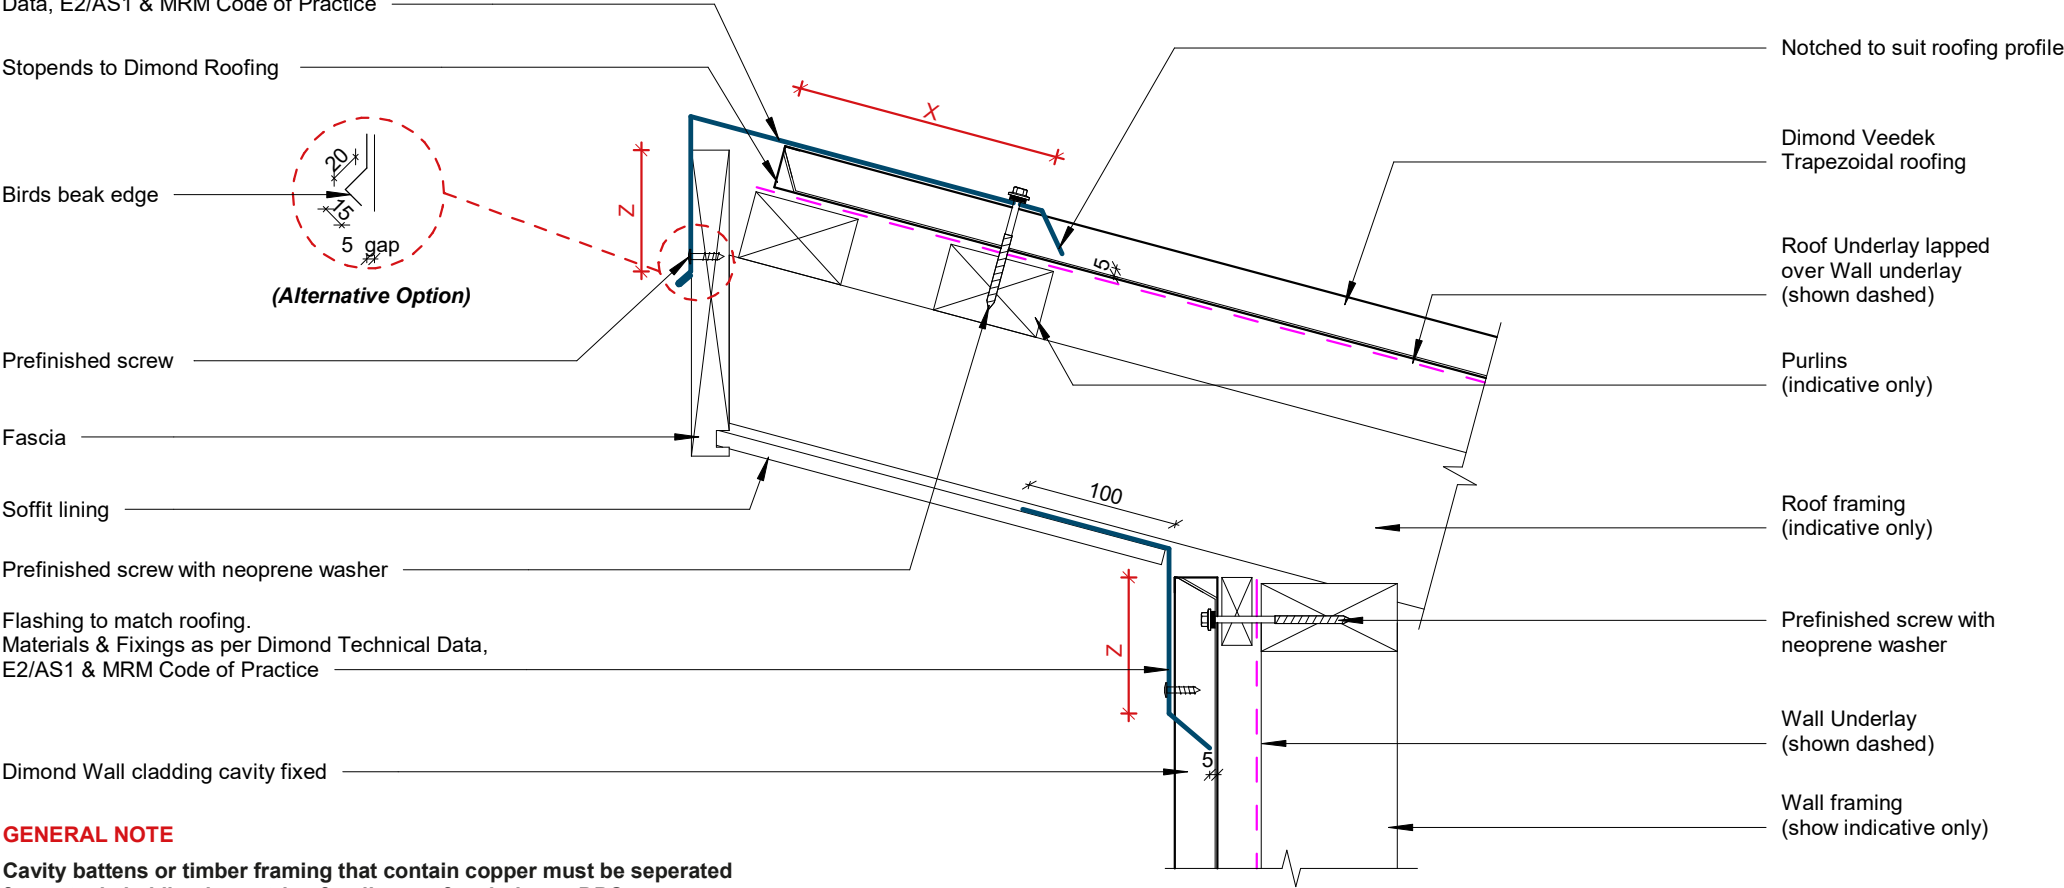 Data, E2/AS1 & MRM Code of Practice
Stopends to Dimond Roofing
Birds beak edge
20
15
5 gap
(Alternative Option)
Prefinished screw
Fascia
Soffit lining
Prefinished screw with neoprene washer
Flashing to match roofing.
Materials & Fixings as per Dimond Technical Data,
E2/AS1 & MRM Code of Practice
Dimond Wall cladding cavity fixed
GENERAL NOTE
Cavity battens or timber framing that contain copper must be seperated
X
Z
5
100
Z
5
Notched to suit roofing profile
Dimond Veedek
Trapezoidal roofing
Roof Underlay lapped
over Wall underlay
(shown dashed)
Purlins
(indicative only)
Roof framing
(indicative only)
Prefinished screw with
neoprene washer
Wall Underlay
(shown dashed)
Wall framing
(show indicative only)